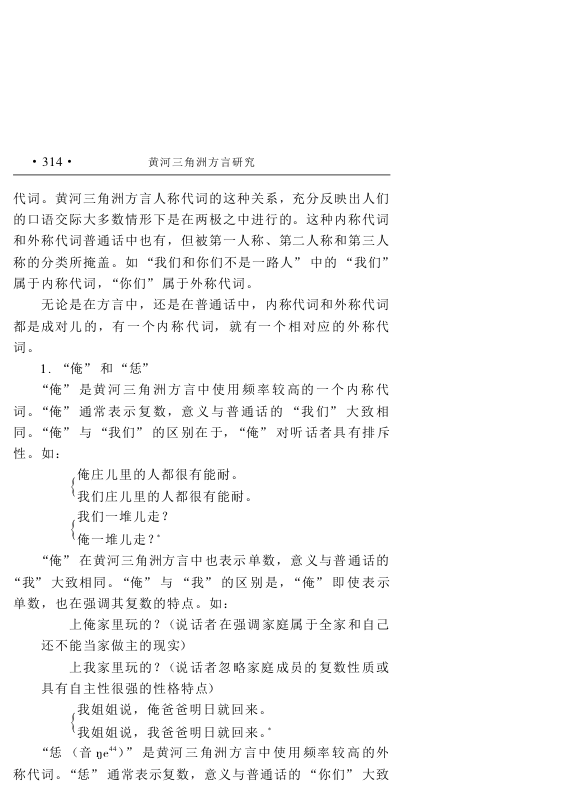 ·314· 黄河三角洲方言研究
代词。黄河三角洲方言人称代词的这种关系，充分反映出人们
的口语交际大多数情形下是在两极之中进行的。这种内称代词
和外称代词普通话中也有，但被第一人称、第二人称和第三人
称的分类所掩盖。如“我们和你们不是一路人”中的“我们”
属于内称代词，“你们”属于外称代词。
无论是在方言中，还是在普通话中，内称代词和外称代词
都是成对儿的，有一个内称代词，就有一个相对应的外称代
词。
1. “俺”和“恁”
“俺”是黄河三角洲方言中使用频率较高的一个内称代
词。“俺”通常表示复数，意义与普通话的“我们”大致相
同。“俺”与“我们”的区别在于，“俺”对听话者具有排斥
性。如：
俺庄儿里的人都很有能耐。
我们庄儿里的人都很有能耐。
我们一堆儿走？
俺一堆儿走？*
“俺”在黄河三角洲方言中也表示单数，意义与普通话的
“我”大致相同。“俺”与“我”的区别是，“俺”即使表示
单数，也在强调其复数的特点。如：
上俺家里玩的？（说话者在强调家庭属于全家和自己
还不能当家做主的现实）
上我家里玩的？（说话者忽略家庭成员的复数性质或
具有自主性很强的性格特点）
我姐姐说，俺爸爸明日就回来。
我姐姐说，我爸爸明日就回来。*
“恁（音 ŋe⁴⁴）”是黄河三角洲方言中使用频率较高的外
称代词。“恁”通常表示复数，意义与普通话的“你们”大致